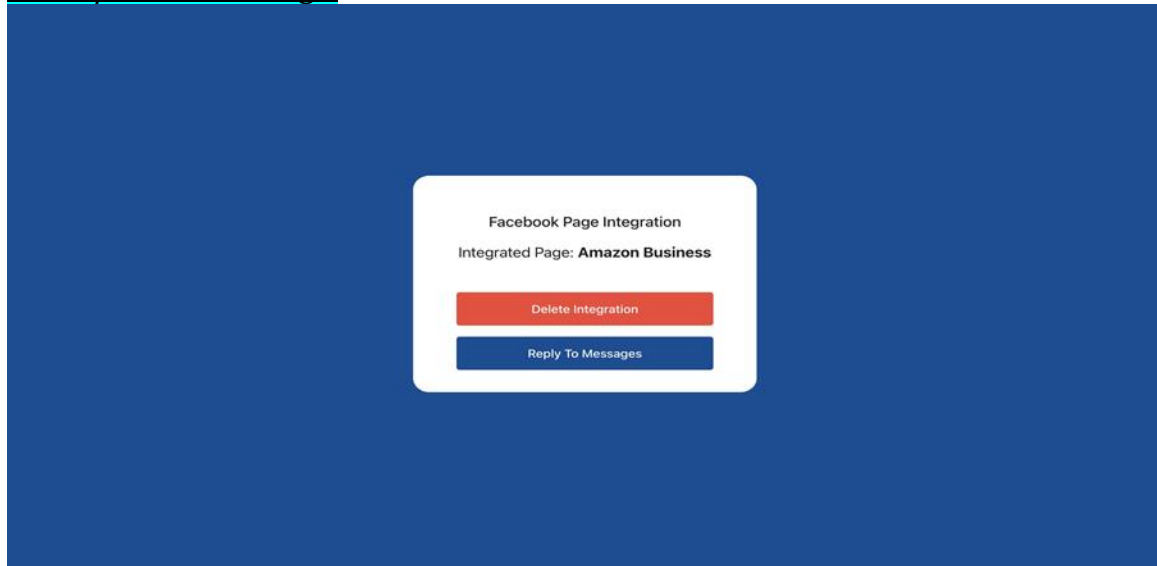 Facebook Page Integration
Integrated Page: Amazon Business
Delete Integration
Reply To Messages